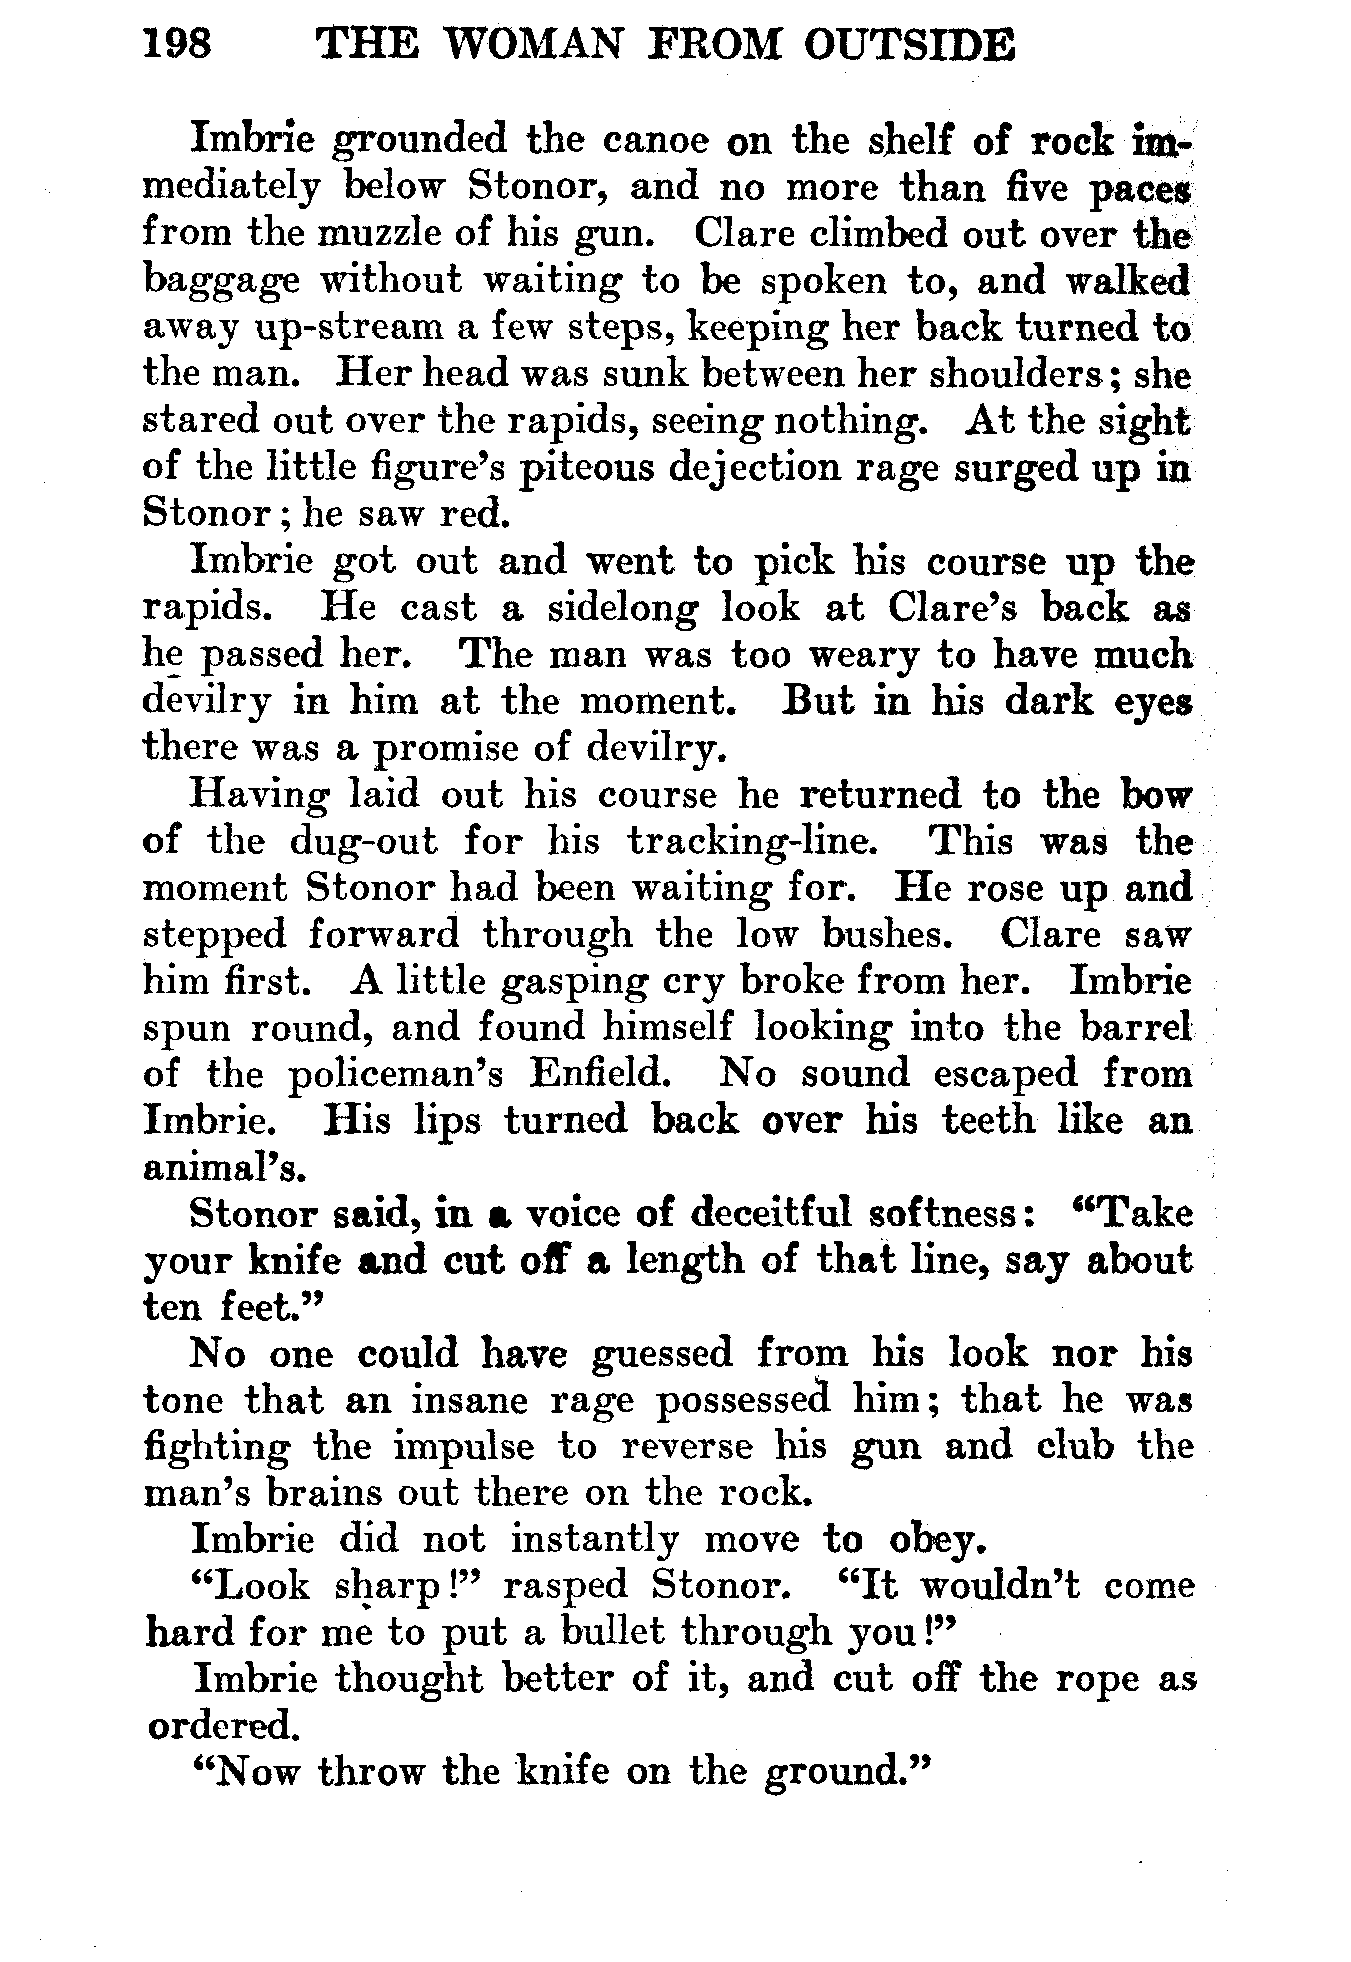 198 THE WOMAN FROM OUTSIDE
Imbrie grounded the canoe on the shelf of rock im-
mediately below Stonor, and no more than five paces
from the muzzle of his gun. Clare climbed out over the
baggage without waiting to be spoken to, and walked
away up-stream a few steps, keeping her back turned to
the man. Her head was sunk between her shoulders; she
stared out over the rapids, seeing nothing. At the sight
of the little figure's piteous dejection rage surged up in
Stonor; he saw red.
Imbrie got out and went to pick his course up the
rapids. He cast a sidelong look at Clare's back as
he passed her. The man was too weary to have much
devilry in him at the moment. But in his dark eyes
there was a promise of devilry.
Having laid out his course he returned to the bow
of the dug-out for his tracking-line. This was the
moment Stonor had been waiting for. He rose up and
stepped forward through the low bushes. Clare saw
him first. A little gasping cry broke from her. Imbrie
spun round, and found himself looking into the barrel
of the policeman's Enfield. No sound escaped from
Imbrie. His lips turned back over his teeth like an
animal's.
Stonor said, in a voice of deceitful softness: “Take
your knife and cut off a length of that line, say about
ten feet.”
No one could have guessed from his look nor his
tone that an insane rage possessed him; that he was
fighting the impulse to reverse his gun and club the
man's brains out there on the rock.
Imbrie did not instantly move to obey.
“Look sharp!” rasped Stonor. “It wouldn't come
hard for me to put a bullet through you!”
Imbrie thought better of it, and cut off the rope as
ordered.
“Now throw the knife on the ground.”